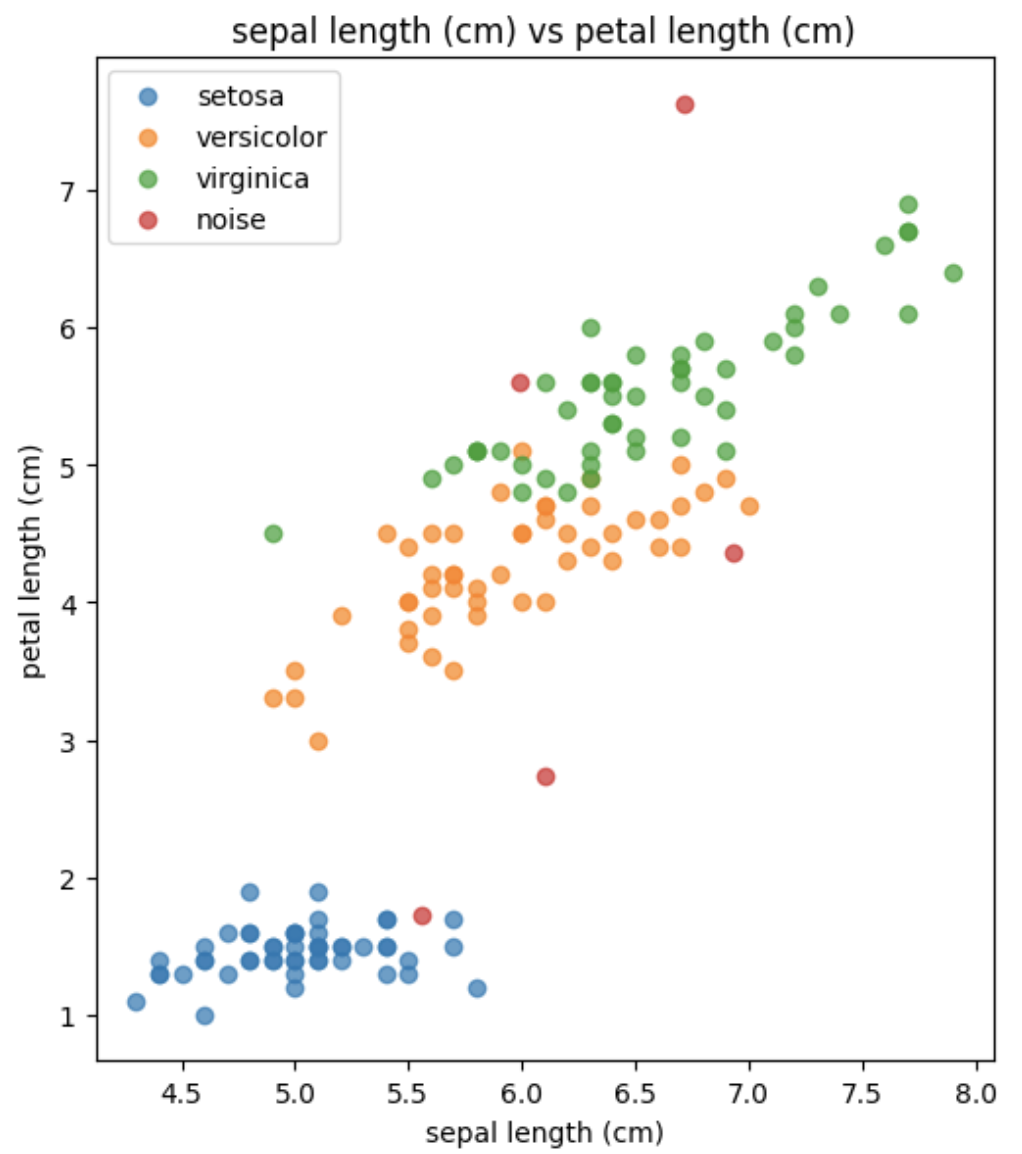 sepal length (cm) vs petal length (cm)
setosa
versicolor
virginica
noise
petal length (cm)
7
6
5
4
3
2
1
4.5 5.0 5.5 6.0 6.5 7.0 7.5 8.0
sepal length (cm)